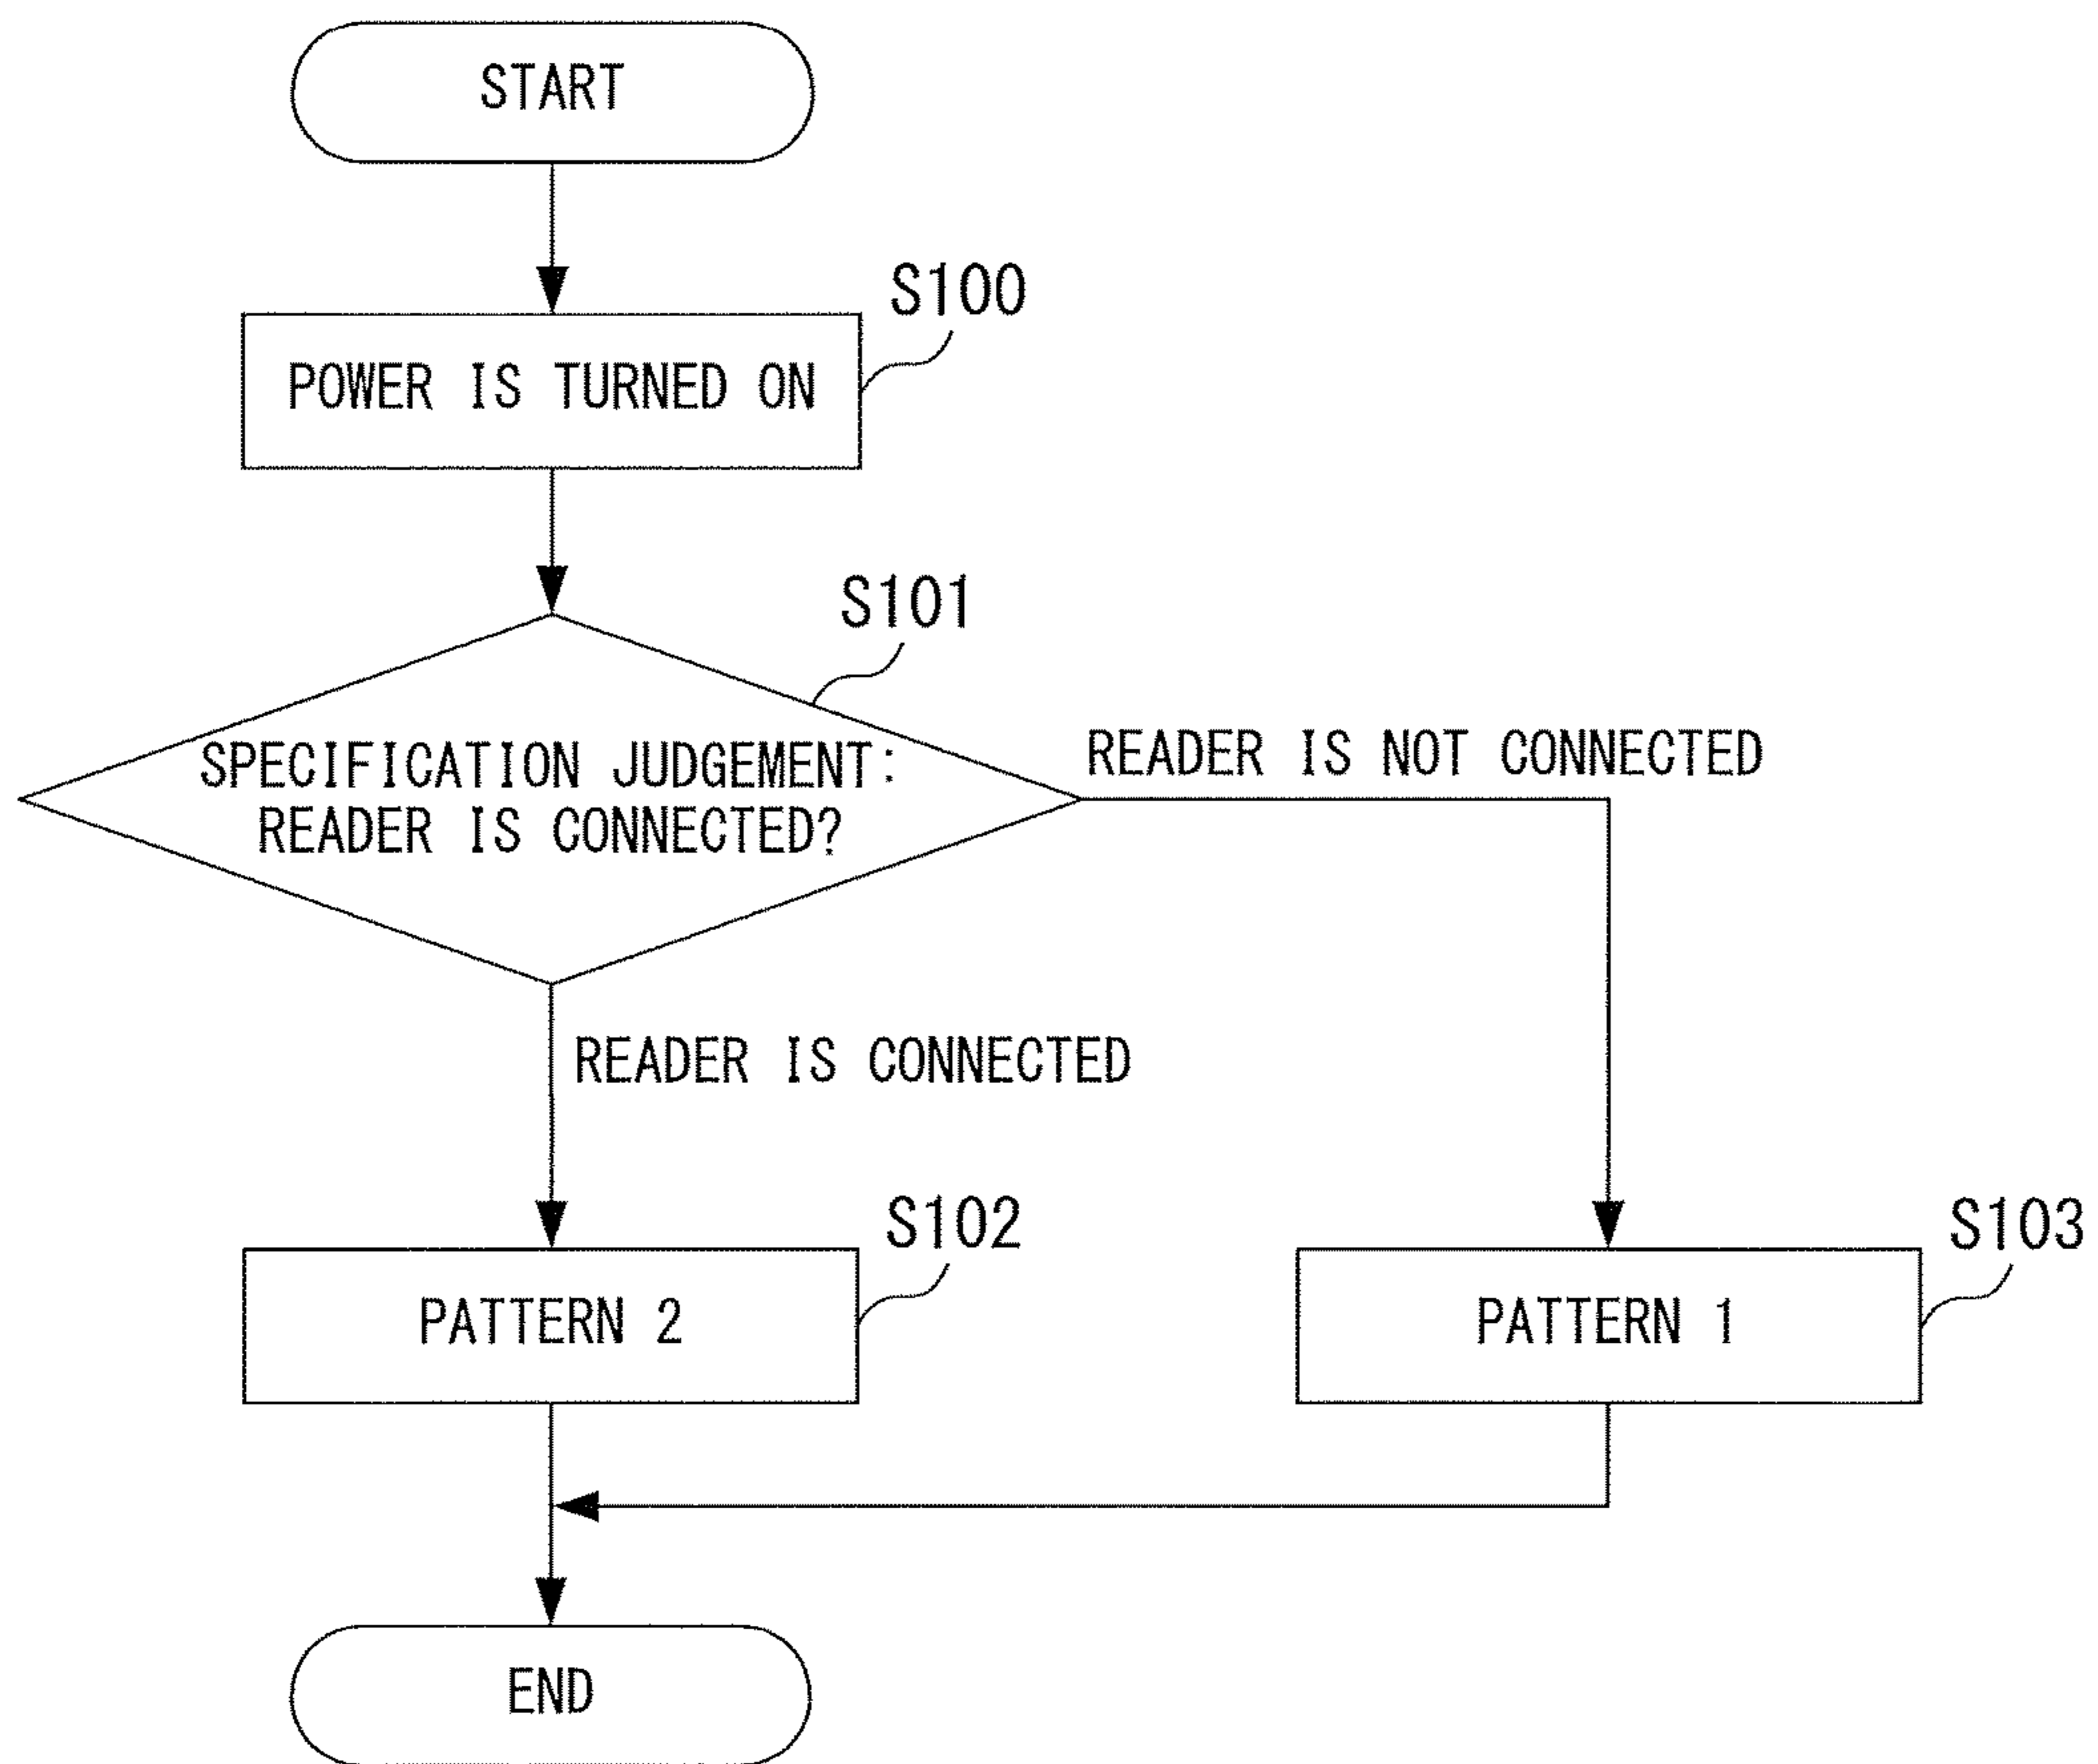 START
S100
POWER IS TURNED ON
S101
SPECIFICATION JUDGEMENT:
READER IS CONNECTED?
READER IS NOT CONNECTED
READER IS CONNECTED
S102
PATTERN 2
S103
PATTERN 1
END